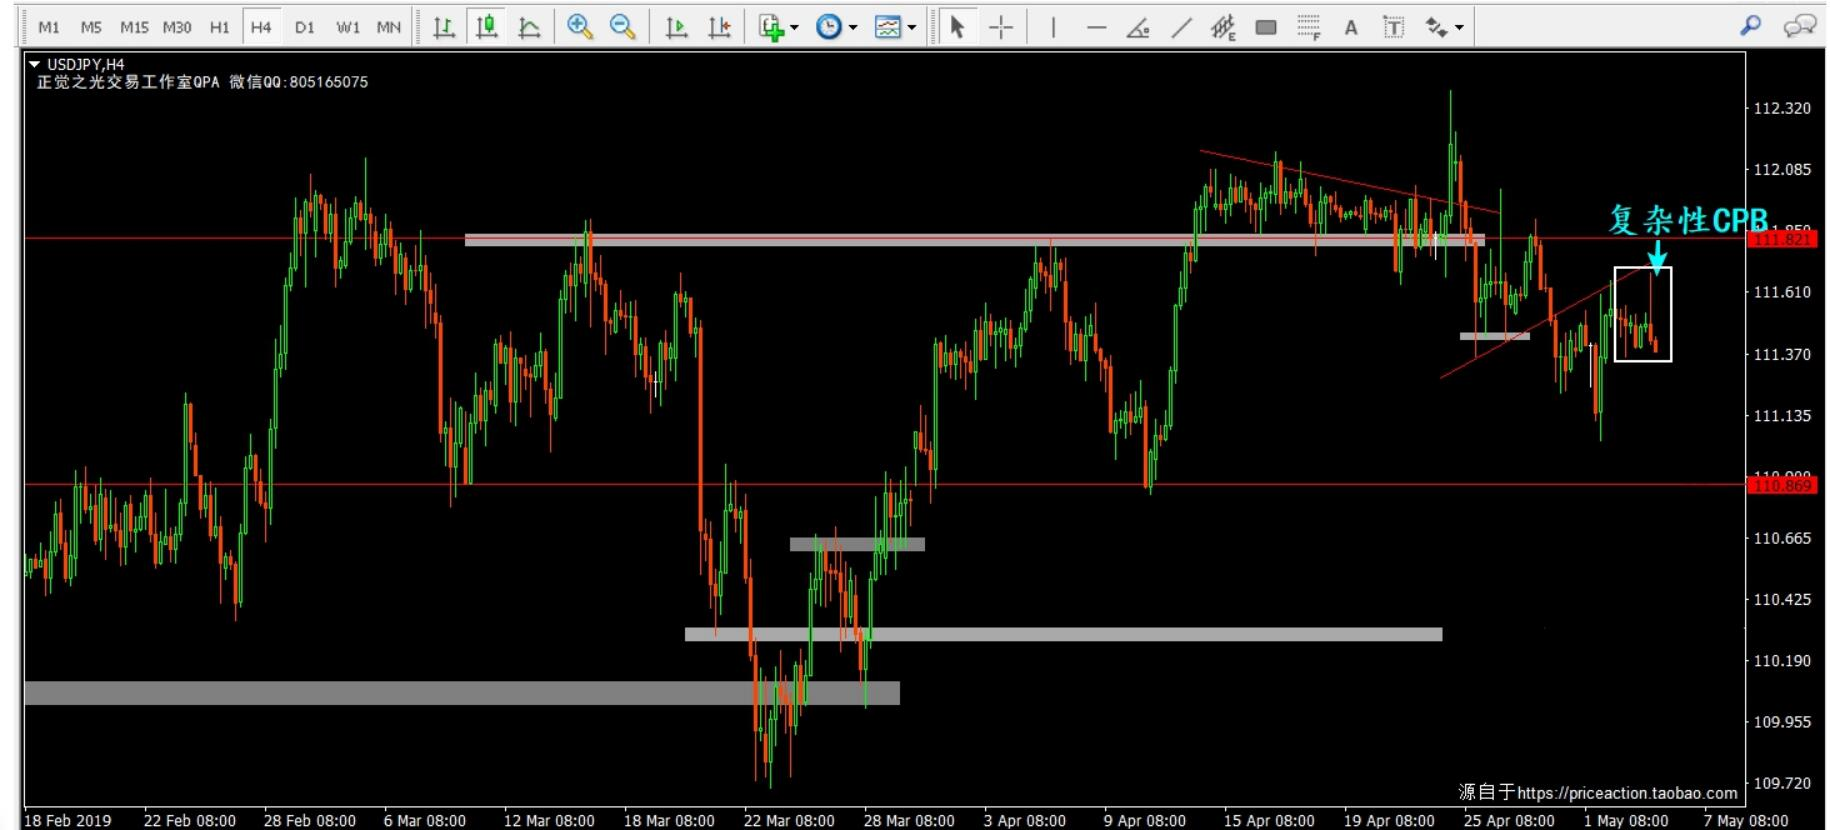 M1 M5 M15 M30 H1 H4 D1 W1 MN E F A T
USDJPY,H4
正觉之光交易工作室QPA 微信QQ:805165075
112.320
112.085
复杂性CPB
111.821
111.610
111.370
111.135
110.869
110.665
110.425
110.190
109.955
109.720
源自于https://priceaction.taobao.com
18 Feb 2019 22 Feb 08:00 28 Feb 08:00 6 Mar 08:00 12 Mar 08:00 18 Mar 08:00 22 Mar 08:00 28 Mar 08:00 3 Apr 08:00 9 Apr 08:00 15 Apr 08:00 19 Apr 08:00 25 Apr 08:00 1 May 08:00 7 May 08:00